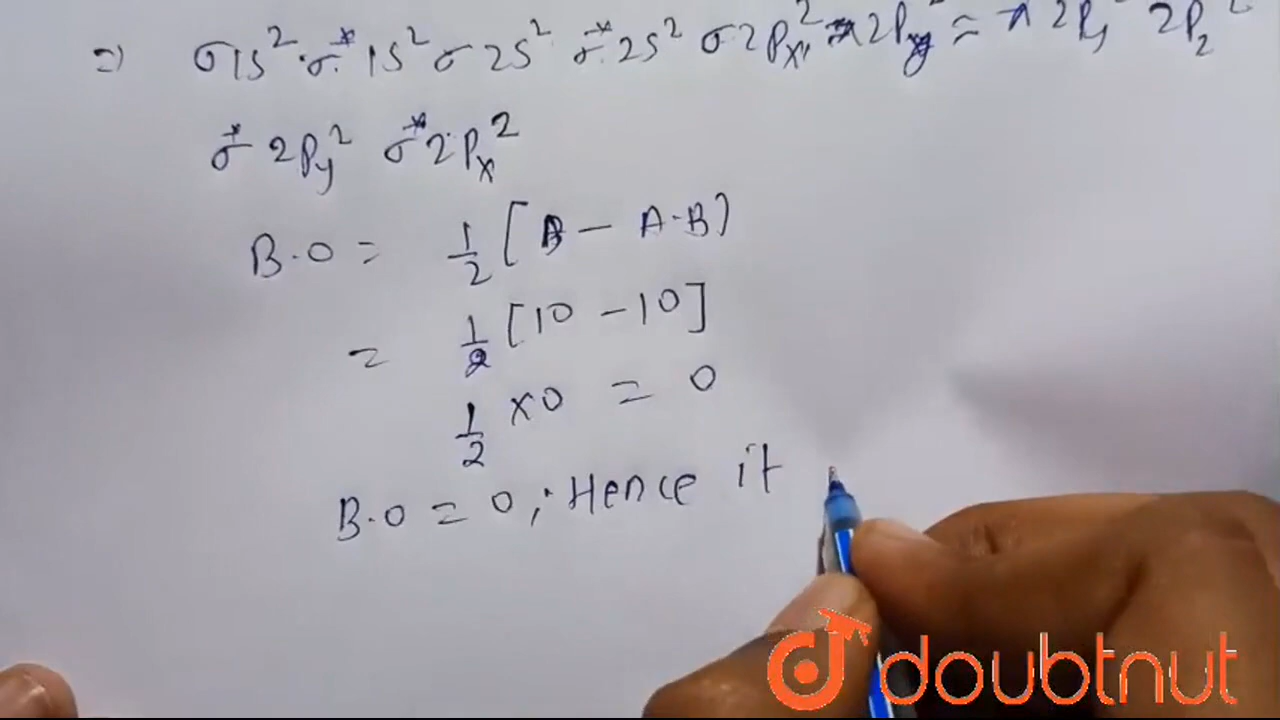 ⇒ σ1s² σ*1s² σ2s² σ*2s² σ2Px² π2Py² = π2Py² 2Pz²
σ* 2Py² σ* 2Px²
B.O = 1/2 [B - A.B)
= 1/2 [10 - 10]
1/2 × 0 = 0
B.O = 0 ; Hence it
doubtnut